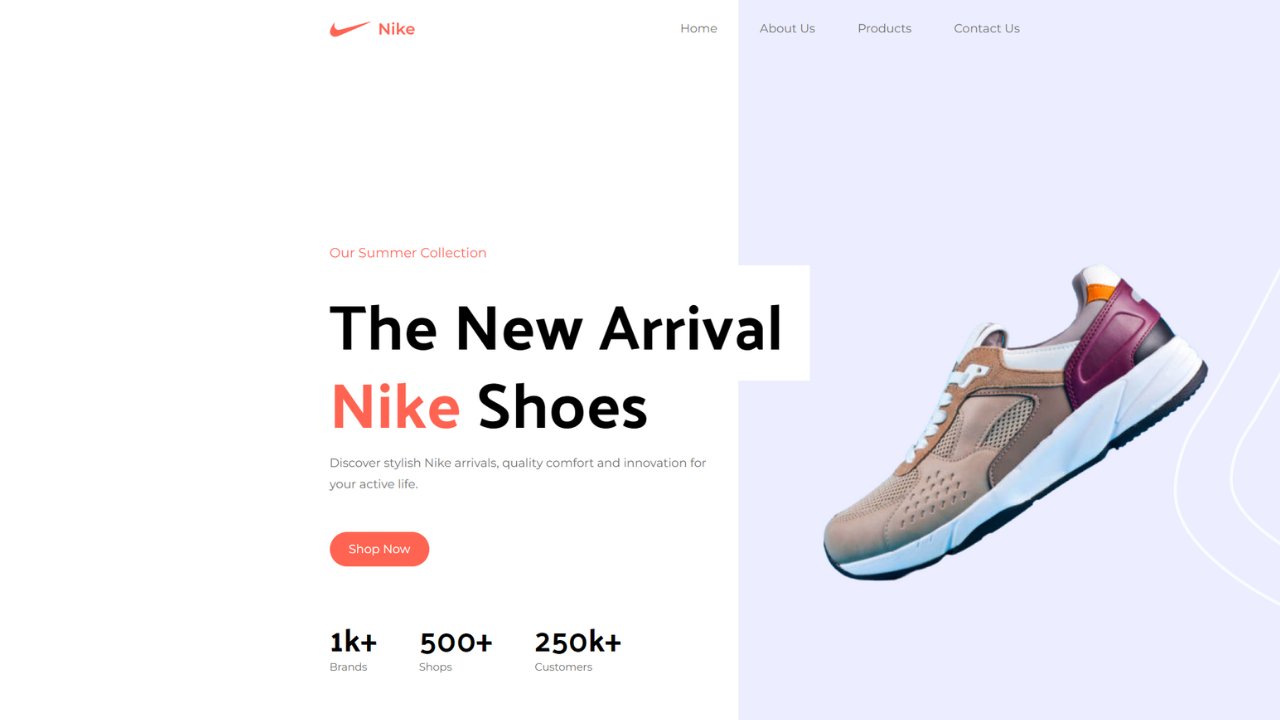 Nike
Home
About Us
Products
Contact Us
Our Summer Collection
The New Arrival
Nike Shoes
Discover stylish Nike arrivals, quality comfort and innovation for
your active life.
Shop Now
1k+
Brands
500+
Shops
250k+
Customers